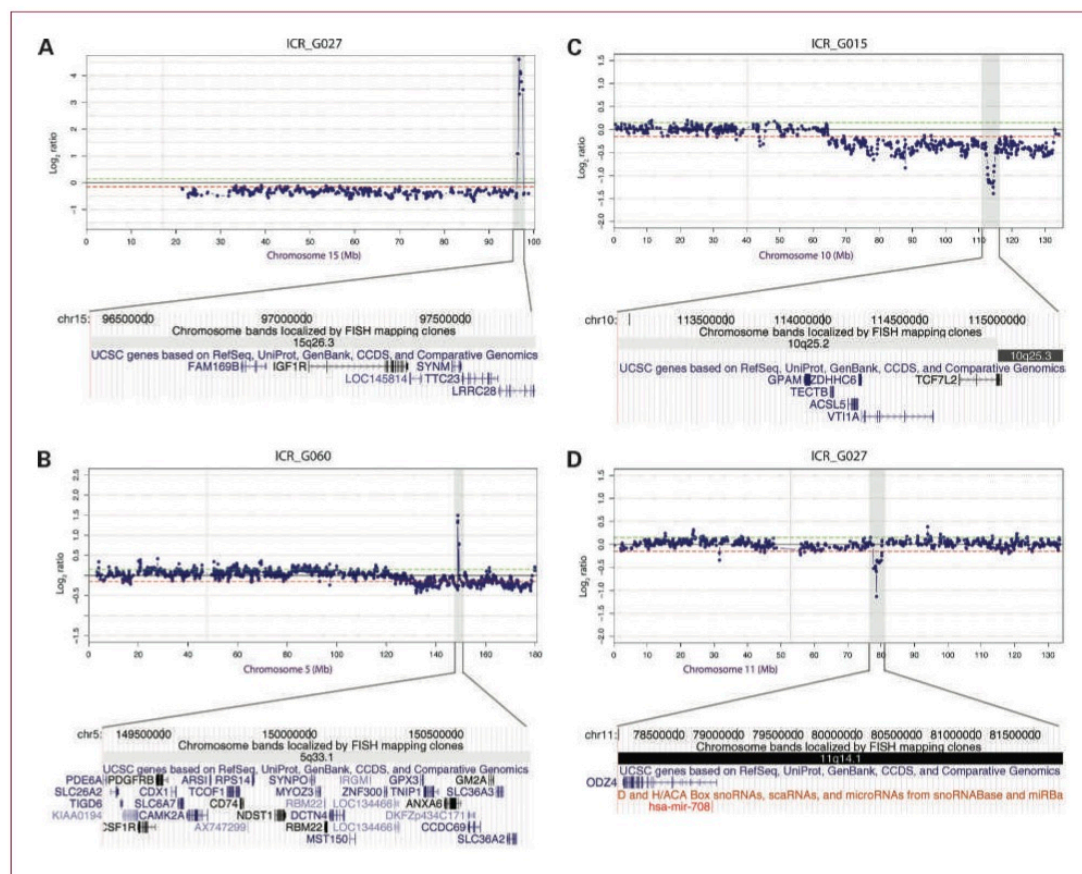 A
ICR_G027
Log2 ratio
4
3
2
1
0
-1
0 10 20 30 40 50 60 70 80 90 100
Chromosome 15 (Mb)
chr15: 96500000 97000000 97500000
Chromosome bands localized by FISH mapping clones
15q26.3
UCSC genes based on RefSeq, UniProt, GenBank, CCDS, and Comparative Genomics
FAM169B IGF1R SYNM
LOC145814 TTC23
LRRC28
B
ICR_G060
Log2 ratio
2.5
2.0
1.5
1.0
0.5
0
-0.5
-1.5
0 20 40 60 80 100 120 140 160 180
Chromosome 5 (Mb)
chr5: 149500000 150000000 150500000
Chromosome bands localized by FISH mapping clones
5q33.1
UCSC genes based on RefSeq, UniProt, GenBank, CCDS, and Comparative Genomics
PDE6A PDGFRB ARSI RPS14 SYNPO IRGM GPX3 GM2A
SLC26A2 CDX1 TCOF1 MYOZ3 ZNF300 TNIP1 SLC36A3
TIGD6 SLC6A7 CD74 RBM22 LOC134466 ANXA6
KIAA0194 CAMK2A NDST1 DCTN4 DKFZp434C171
CSF1R AX747299 RBM22 LOC134466 CCDC69
MST150 SLC36A2
C
ICR_G015
Log2 ratio
1.5
1.0
0.5
0.0
-0.5
-1.0
-1.5
-2.0
0 10 20 30 40 50 60 70 80 90 100 110 120 130
Chromosome 10 (Mb)
chr10: 113500000 114000000 114500000 115000000
Chromosome bands localized by FISH mapping clones
10q25.2
10q25.3
UCSC genes based on RefSeq, UniProt, GenBank, CCDS, and Comparative Genomics
GPAM ZDHHC6 TCF7L2
TECTB
ACSL5
VTI1A
D
ICR_G027
Log2 ratio
1.5
1.0
0.5
0.0
-0.5
-1.0
-1.5
-2.0
0 10 20 30 40 50 60 70 80 90 100 110 120 130
Chromosome 11 (Mb)
chr11: 78500000 79000000 79500000 80000000 80500000 81000000 81500000
Chromosome bands localized by FISH mapping clones
11q14.1
UCSC genes based on RefSeq, UniProt, GenBank, CCDS, and Comparative Genomics
ODZ4
D and H/ACA Box snoRNAs, scaRNAs, and microRNAs from snoRNABase and miRBa
hsa-mir-708